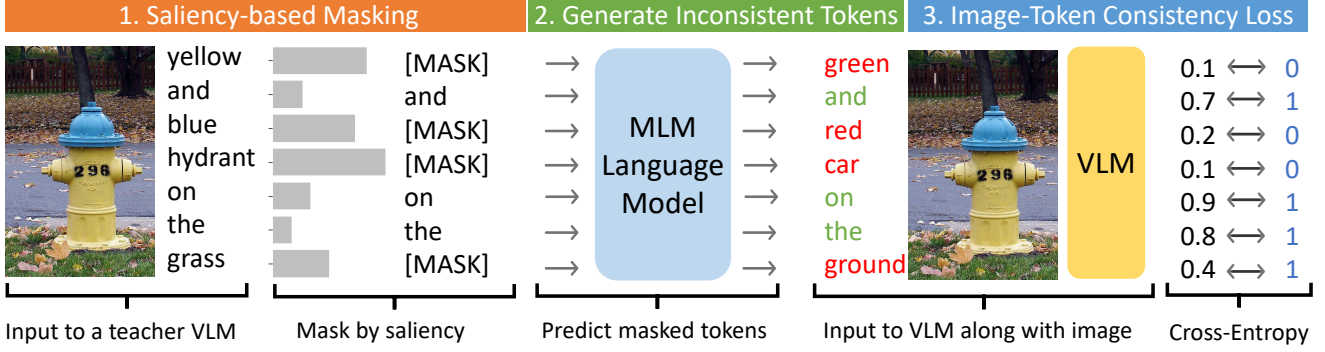 1. Saliency-based Masking 2. Generate Inconsistent Tokens 3. Image-Token Consistency Loss
yellow [MASK] green 0.1 0
and and and 0.7 1
blue [MASK] red 0.2 0
hydrant [MASK] car 0.1 0
on on on 0.9 1
the the the 0.8 1
grass [MASK] ground 0.4 1
MLM
Language
Model
VLM
296
296
Input to a teacher VLM Mask by saliency Predict masked tokens Input to VLM along with image Cross-Entropy